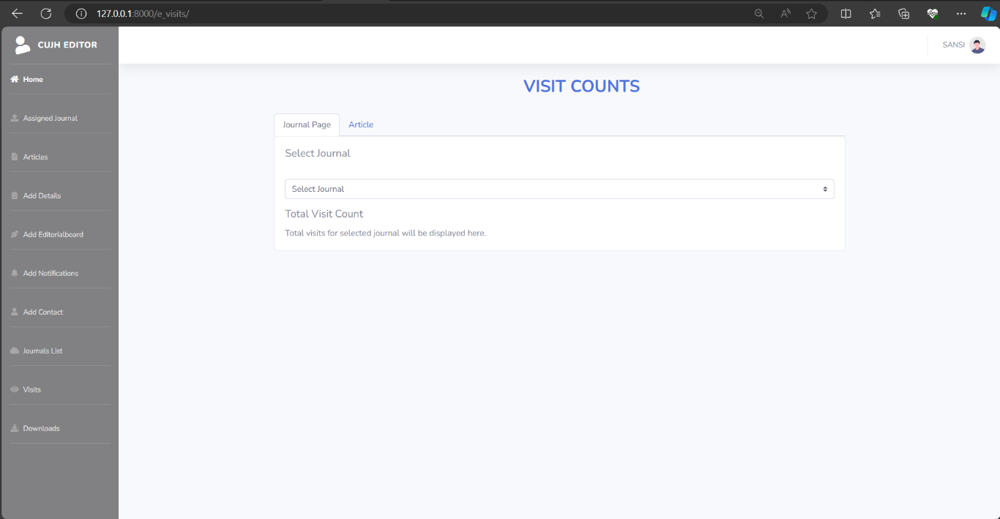 127.0.0.1:8000/e_visits/
CUJH EDITOR
SANSI
Home
Assigned Journal
Articles
Add Details
Add Editorialboard
Add Notifications
Add Contact
Journals List
Visits
Downloads
VISIT COUNTS
Journal Page Article
Select Journal
Select Journal
Total Visit Count
Total visits for selected journal will be displayed here.